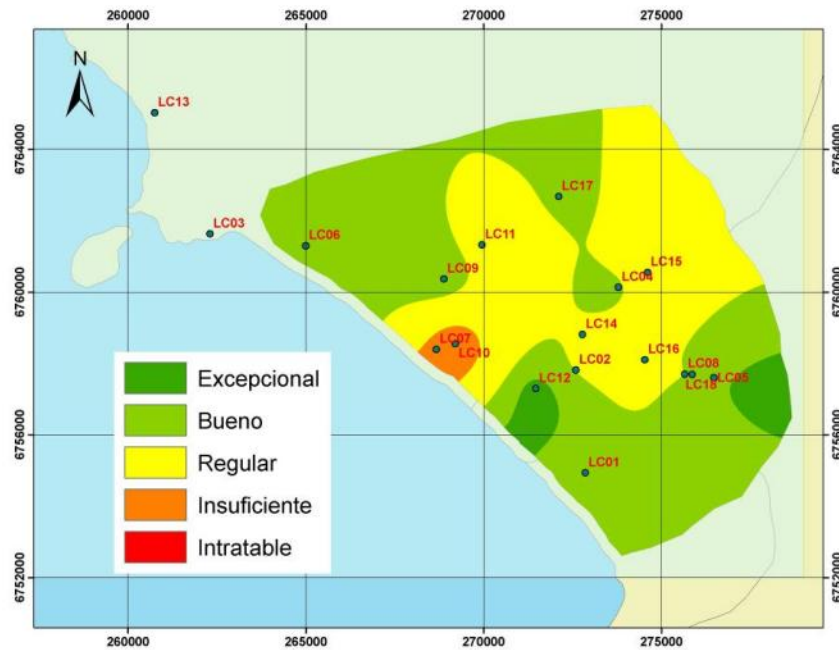 260000 265000 270000 275000
N
LC13
6764000 6764000
LC17
LC03
LC06
LC11
LC09
LC15
LC04
6760000 6760000
LC14
LC07
LC10
LC16
LC02
LC08
LC12
LC18
LC05
Excepcional
Bueno
6756000 6756000
Regular
LC01
Insuficiente
Intratable
6752000 6752000
260000 265000 270000 275000